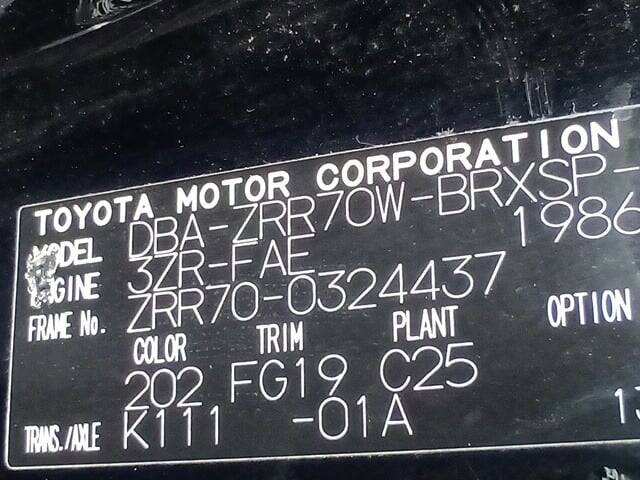 TOYOTA MOTOR CORPORATION
MODEL DBA-ZRR70W-BRXSP-
ENGINE 3ZR-FAE 1986
FRAME No. ZRR70-0324437
COLOR TRIM PLANT OPTION
202 FG19 C25
TRANS./AXLE K111 -01A